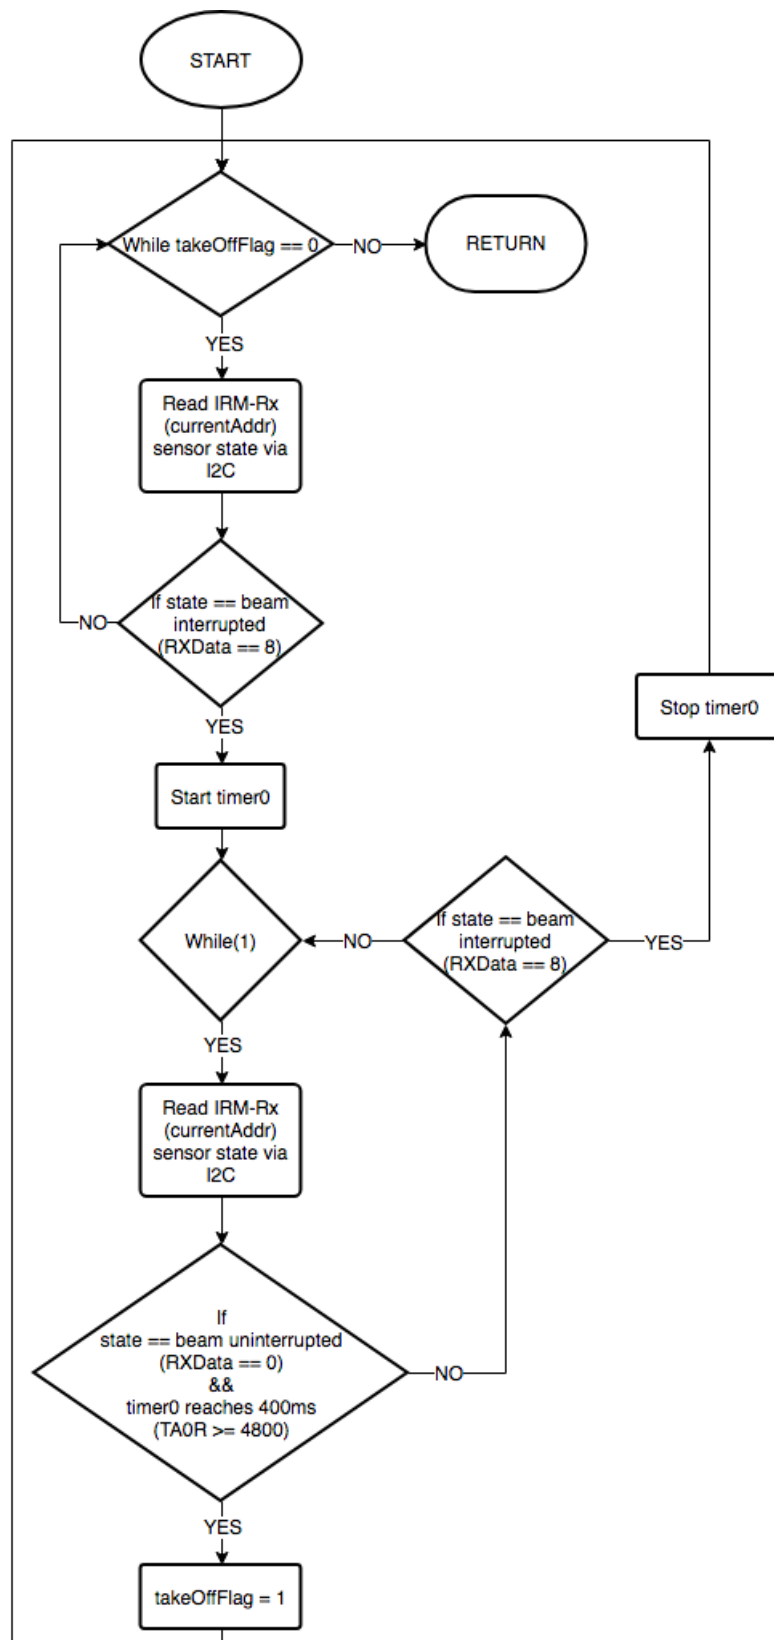 START
While takeOffFlag == 0
NO
RETURN
YES
Read IRM-Rx
(currentAddr)
sensor state via
I2C
If state == beam
interrupted
(RXData == 8)
NO
YES
Stop timer0
Start timer0
While(1)
NO
If state == beam
interrupted
(RXData == 8)
YES
YES
Read IRM-Rx
(currentAddr)
sensor state via
I2C
If
state == beam uninterrupted
(RXData == 0)
&&
timer0 reaches 400ms
(TA0R >= 4800)
NO
YES
takeOffFlag = 1